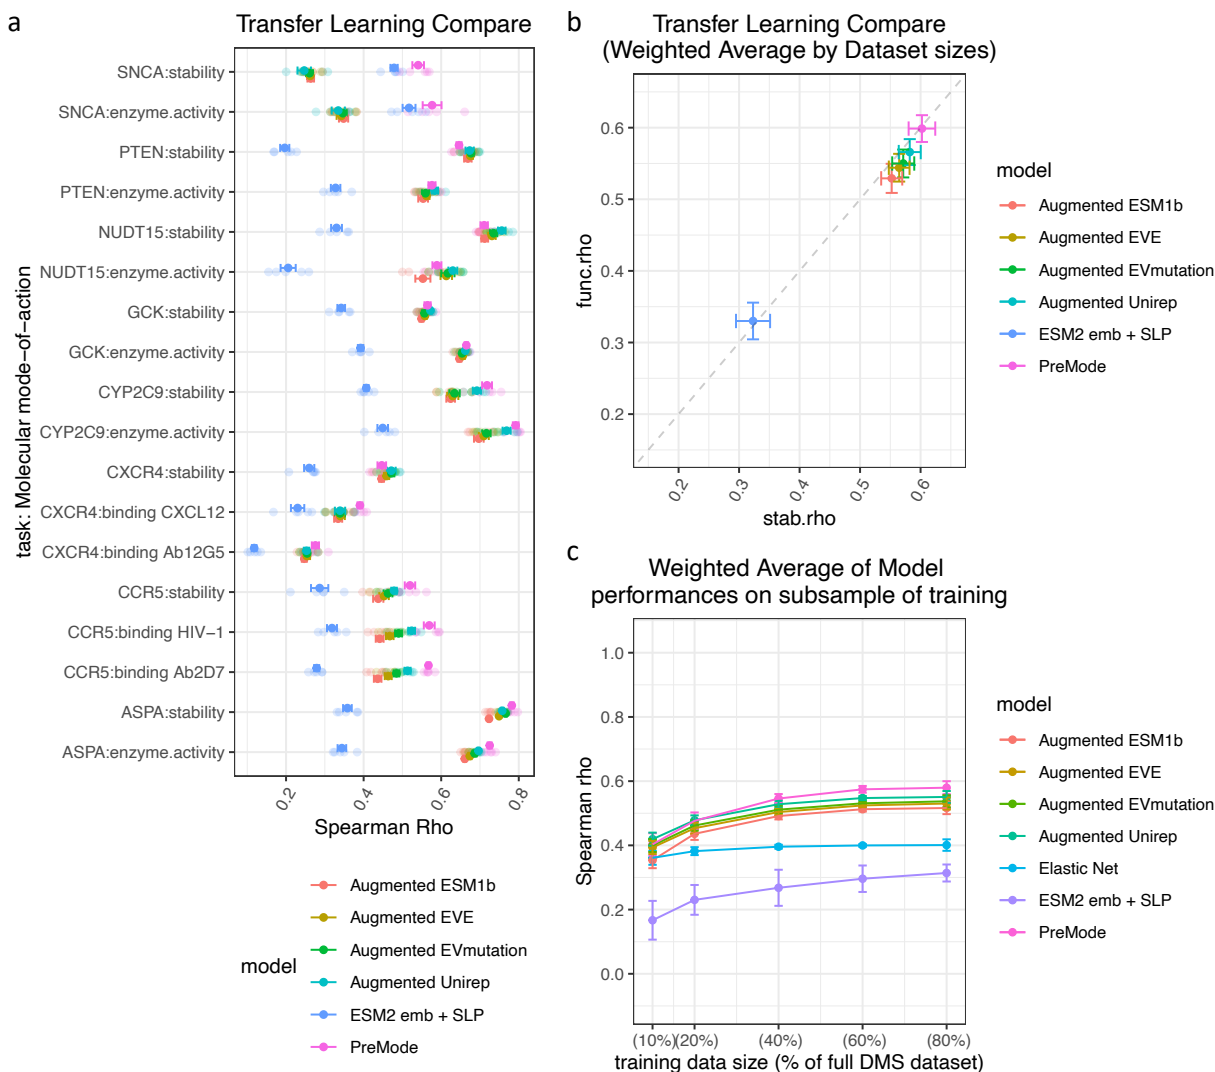 a
Transfer Learning Compare
task: Molecular mode−of−action
SNCA:stability
SNCA:enzyme.activity
PTEN:stability
PTEN:enzyme.activity
NUDT15:stability
NUDT15:enzyme.activity
GCK:stability
GCK:enzyme.activity
CYP2C9:stability
CYP2C9:enzyme.activity
CXCR4:stability
CXCR4:binding CXCL12
CXCR4:binding Ab12G5
CCR5:stability
CCR5:binding HIV−1
CCR5:binding Ab2D7
ASPA:stability
ASPA:enzyme.activity
0.2
0.4
0.6
0.8
Spearman Rho
model
Augmented ESM1b
Augmented EVE
Augmented EVmutation
Augmented Unirep
ESM2 emb + SLP
PreMode
b
Transfer Learning Compare
(Weighted Average by Dataset sizes)
func.rho
0.6
0.5
0.4
0.3
0.2
0.2
0.3
0.4
0.5
0.6
stab.rho
model
Augmented ESM1b
Augmented EVE
Augmented EVmutation
Augmented Unirep
ESM2 emb + SLP
PreMode
c
Weighted Average of Model
performances on subsample of training
Spearman rho
1.0
0.8
0.6
0.4
0.2
0.0
(10%)
(20%)
(40%)
(60%)
(80%)
training data size (% of full DMS dataset)
model
Augmented ESM1b
Augmented EVE
Augmented EVmutation
Augmented Unirep
Elastic Net
ESM2 emb + SLP
PreMode